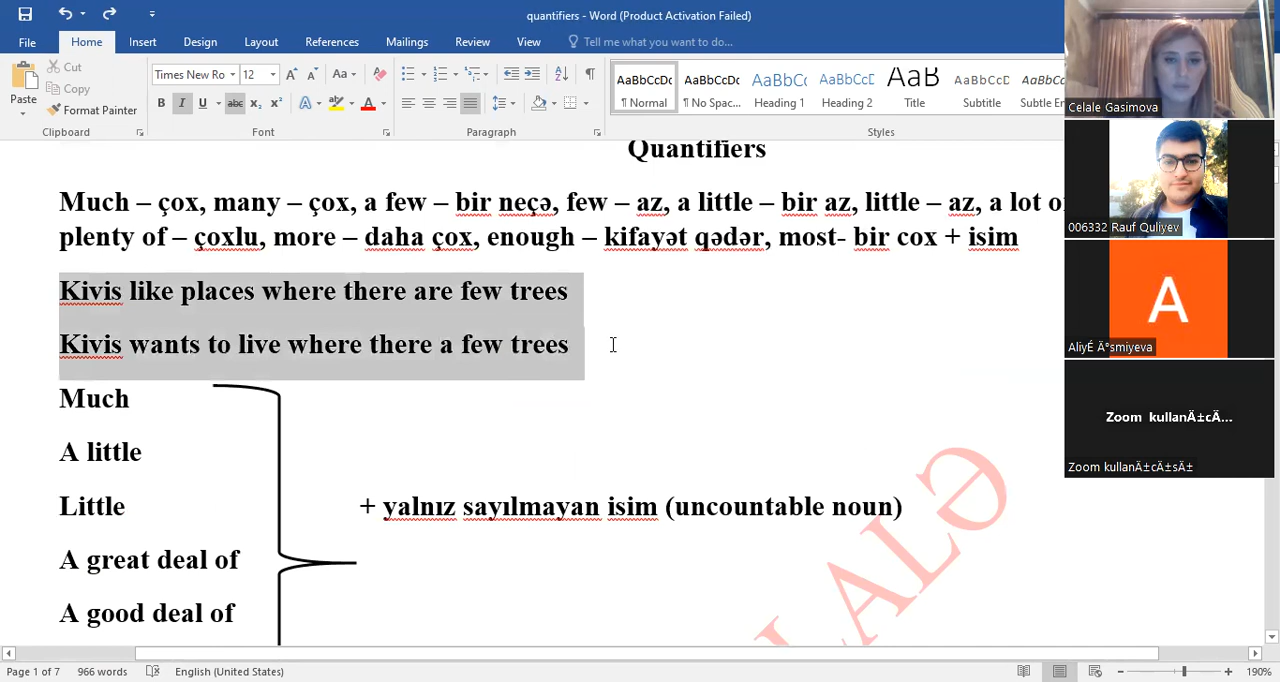 quantifiers - Word (Product Activation Failed)
File Home Insert Design Layout References Mailings Review View Tell me what you want to do...
Cut
Copy
Format Painter
Paste
Times New Ro 12
AaBbCcDc AaBbCcDc AaBbCc AaBbCcC AaB AaBbCcD
¶ Normal ¶ No Spac... Heading 1 Heading 2 Title Subtitle Subtle Em
Clipboard Font Paragraph Styles
Celale Gasimova
006332 Rauf Quliyev
A
AliyÉ Ä°smiyeva
Zoom kullanÄ±cÄ...
Zoom kullanÄ±cÄ±sÄ±
Quantifiers
Much – çox, many – çox, a few – bir neçə, few – az, a little – bir az, little – az, a lot
plenty of – çoxlu, more – daha çox, enough – kifayət qədər, most- bir cox + isim
Kivis like places where there are few trees
Kivis wants to live where there a few trees
Much
A little
Little
+ yalnız sayılmayan isim (uncountable noun)
A great deal of
A good deal of
Page 1 of 7 966 words English (United States) 190%